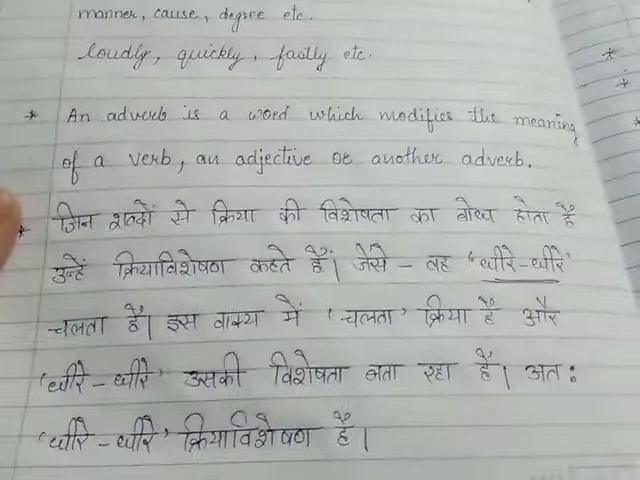 manner, cause, degree etc.
loudly, quickly, fastly etc.
* An adverb is a word which modifies the meaning
of a verb, an adjective or another adverb.
* जिन शब्दों से क्रिया की विशेषता का बोध होता है
उन्हें क्रियाविशेषण कहते हैं। जैसे - वह 'धीरे-धीरे'
चलता है। इस वाक्य में 'चलता' क्रिया है और
'धीरे-धीरे' उसकी विशेषता बता रहा है। अतः
'धीरे-धीरे' क्रियाविशेषण है।